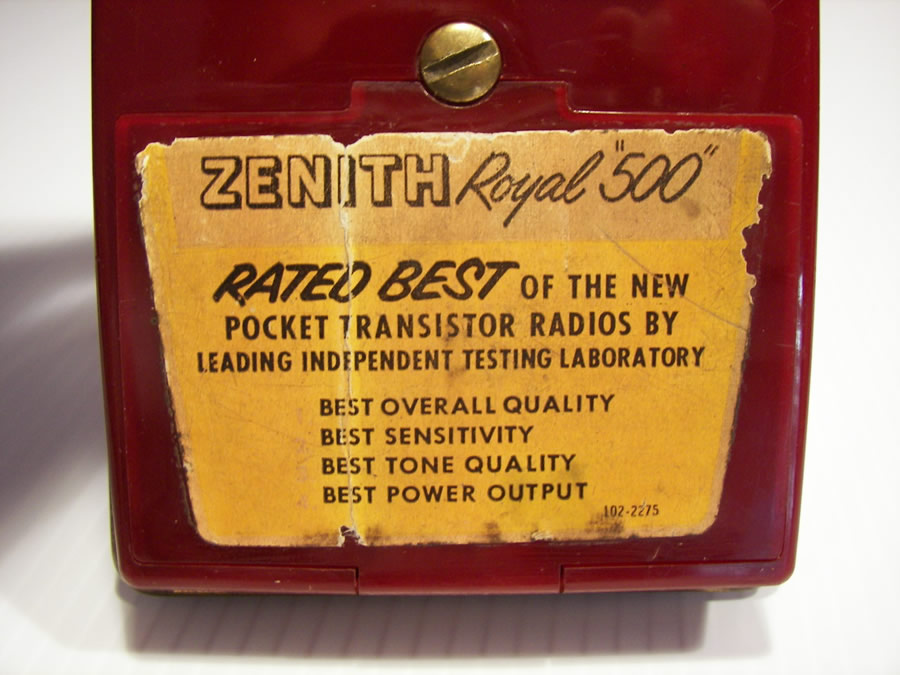 ZENITH Royal "500"
RATED BEST OF THE NEW
POCKET TRANSISTOR RADIOS BY
LEADING INDEPENDENT TESTING LABORATORY
BEST OVERALL QUALITY
BEST SENSITIVITY
BEST TONE QUALITY
BEST POWER OUTPUT
102-2275